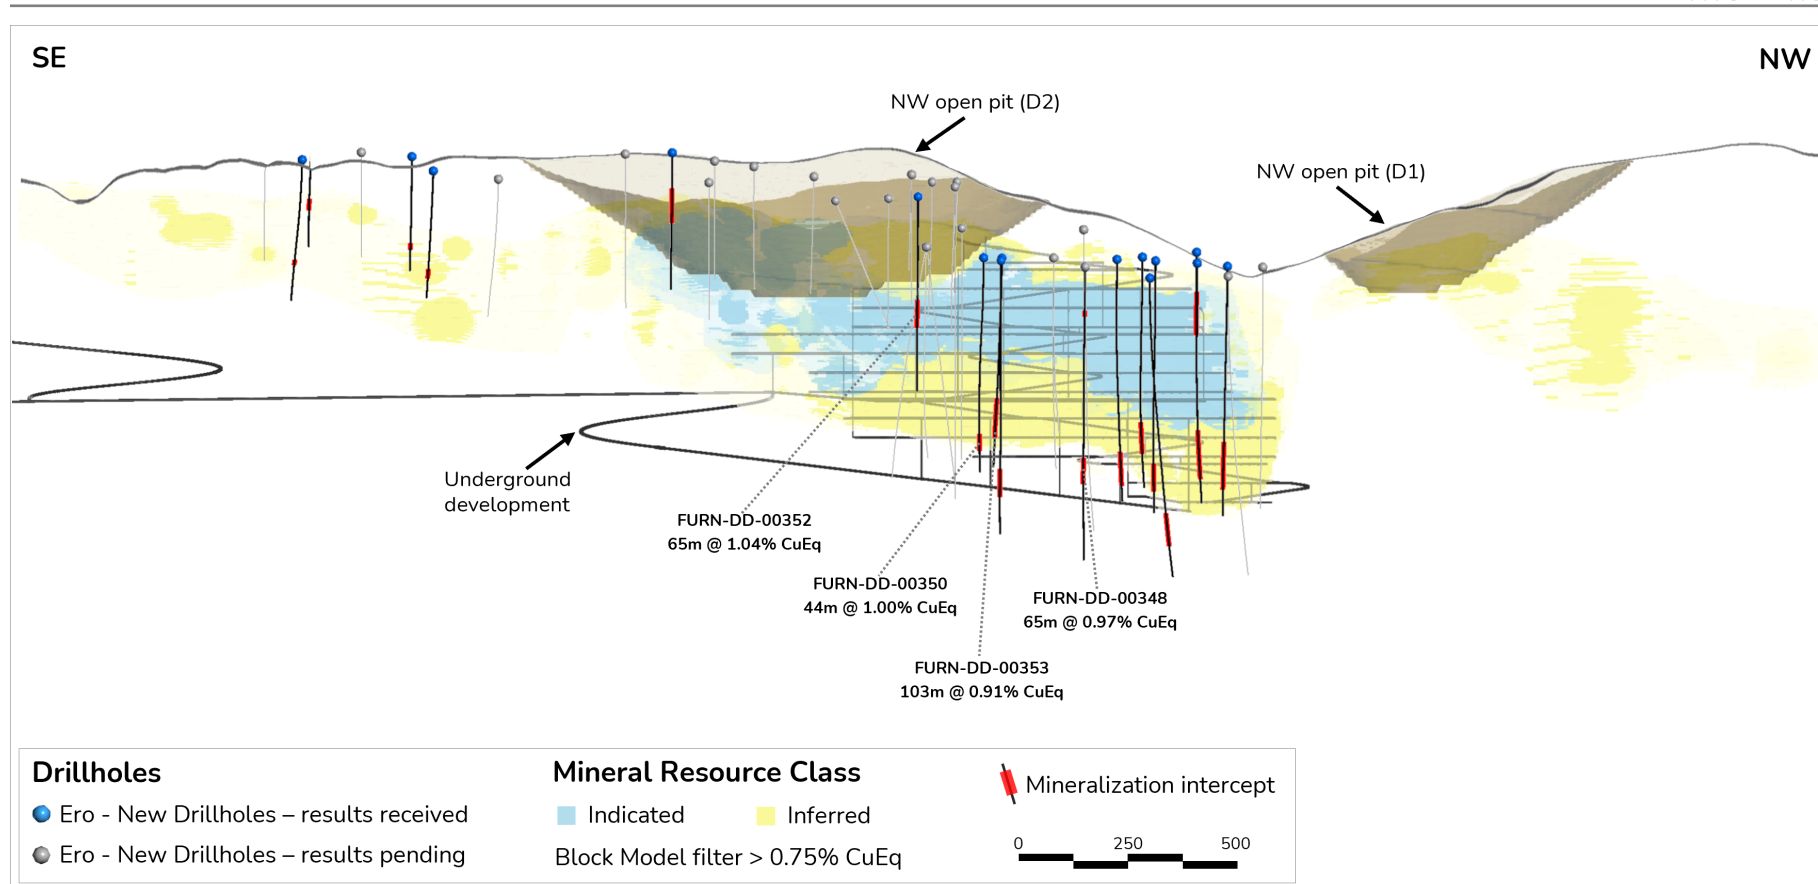 SE
NW
NW open pit (D2)
NW open pit (D1)
Underground
development
FURN-DD-00352
65m @ 1.04% CuEq
FURN-DD-00350
44m @ 1.00% CuEq
FURN-DD-00348
65m @ 0.97% CuEq
FURN-DD-00353
103m @ 0.91% CuEq
Drillholes
Ero - New Drillholes – results received
Ero - New Drillholes – results pending
Mineral Resource Class
Indicated
Inferred
Block Model filter > 0.75% CuEq
Mineralization intercept
0 250 500